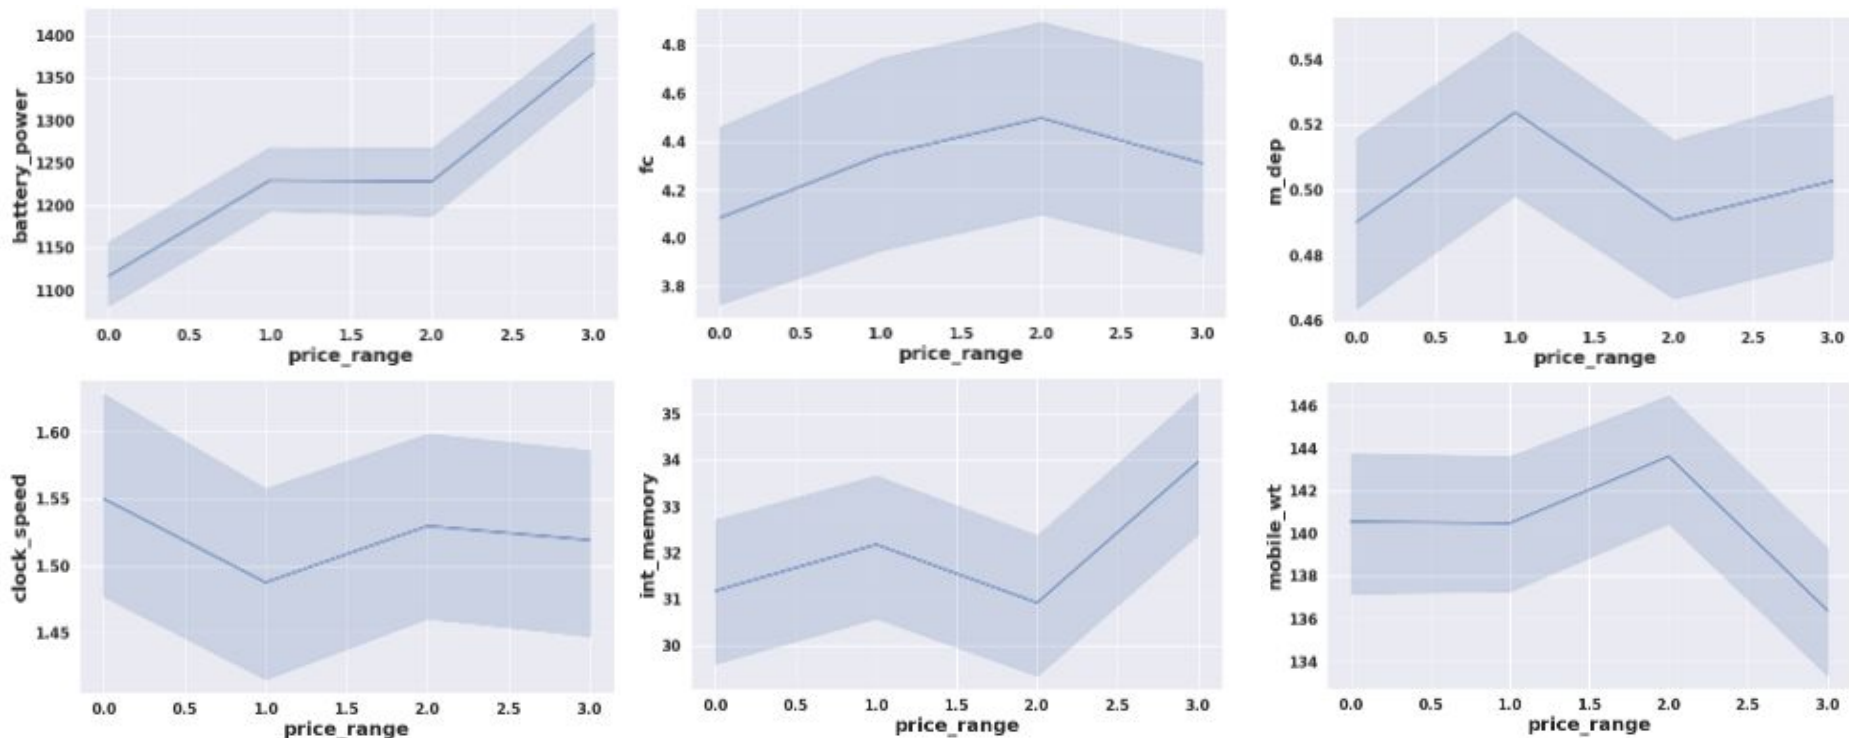 battery_power
1400
1350
1300
1250
1200
1150
1100
0.0 0.5 1.0 1.5 2.0 2.5 3.0
price_range
fc
4.8
4.6
4.4
4.2
4.0
3.8
0.0 0.5 1.0 1.5 2.0 2.5 3.0
price_range
m_dep
0.54
0.52
0.50
0.48
0.46
0.0 0.5 1.0 1.5 2.0 2.5 3.0
price_range
clock_speed
1.60
1.55
1.50
1.45
0.0 0.5 1.0 1.5 2.0 2.5 3.0
price_range
int_memory
35
34
33
32
31
30
0.0 0.5 1.0 1.5 2.0 2.5 3.0
price_range
mobile_wt
146
144
142
140
138
136
134
0.0 0.5 1.0 1.5 2.0 2.5 3.0
price_range